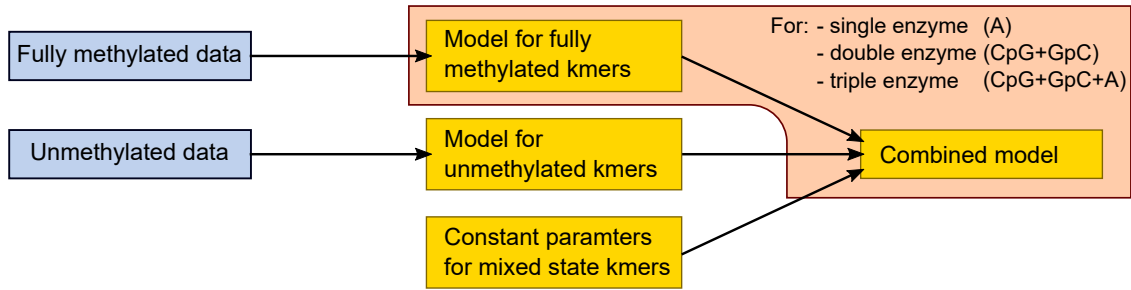 Fully methylated data
Model for fully
methylated kmers
For: - single enzyme (A)
- double enzyme (CpG+GpC)
- triple enzyme (CpG+GpC+A)
Unmethylated data
Model for
unmethylated kmers
Combined model
Constant paramters
for mixed state kmers